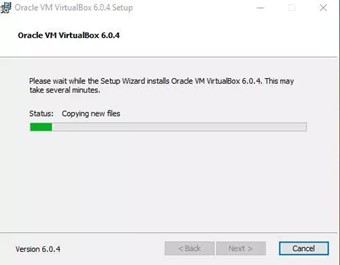 Oracle VM VirtualBox 6.0.4 Setup
Oracle VM VirtualBox 6.0.4
Please wait while the Setup Wizard installs Oracle VM VirtualBox 6.0.4. This may
take several minutes.
Status: Copying new files
Version 6.0.4 < Back Next > Cancel